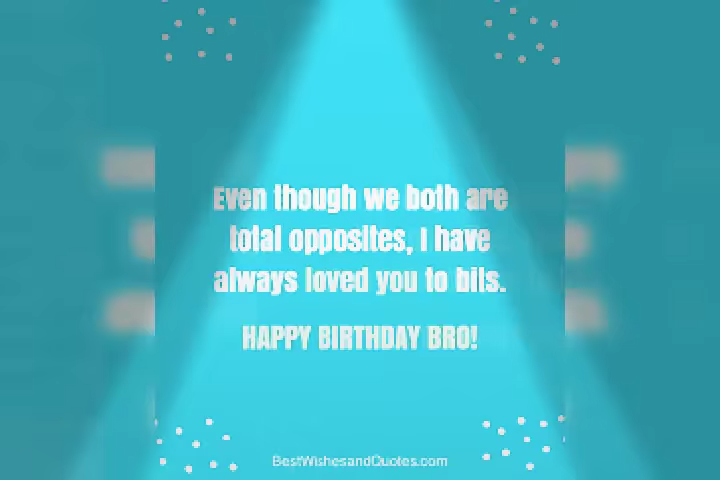 Even though we both are
total opposites, I have
always loved you to bits.
HAPPY BIRTHDAY BRO!
BestWishesandQuotes.com